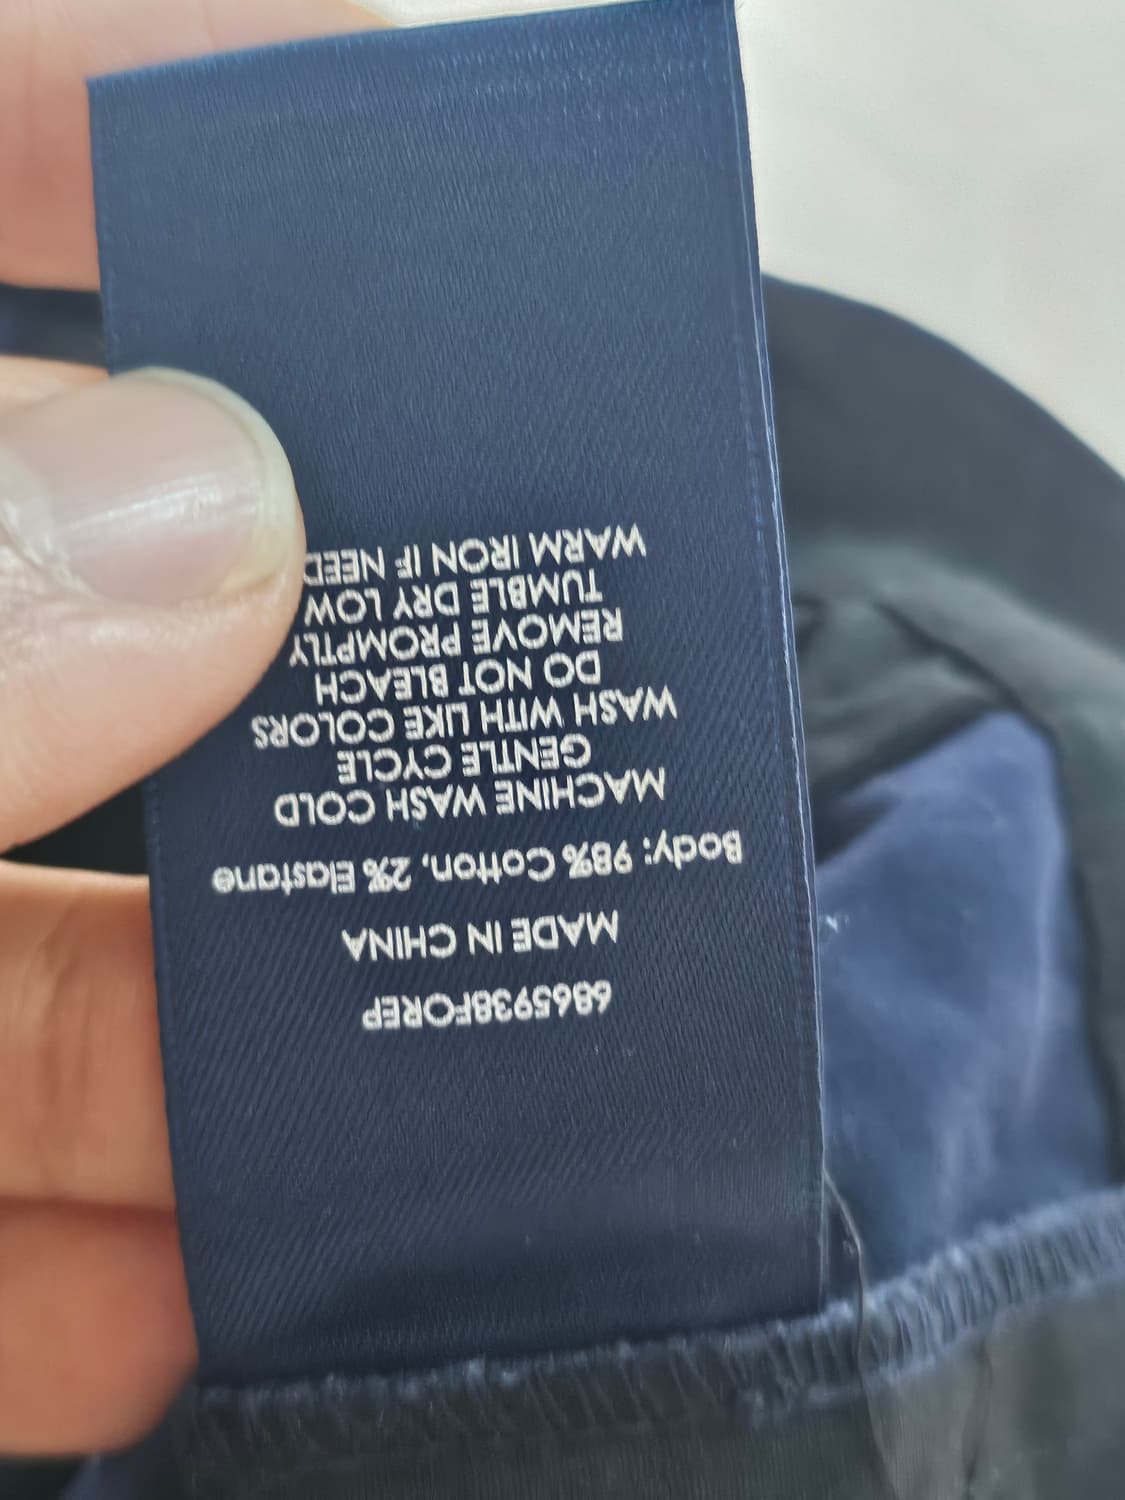 6865938FOREP
MADE IN CHINA
Body: 98% Cotton, 2% Elastane
MACHINE WASH COLD
GENTLE CYCLE
WASH WITH LIKE COLORS
DO NOT BLEACH
REMOVE PROMPTLY
TUMBLE DRY LOW
WARM IRON IF NEED